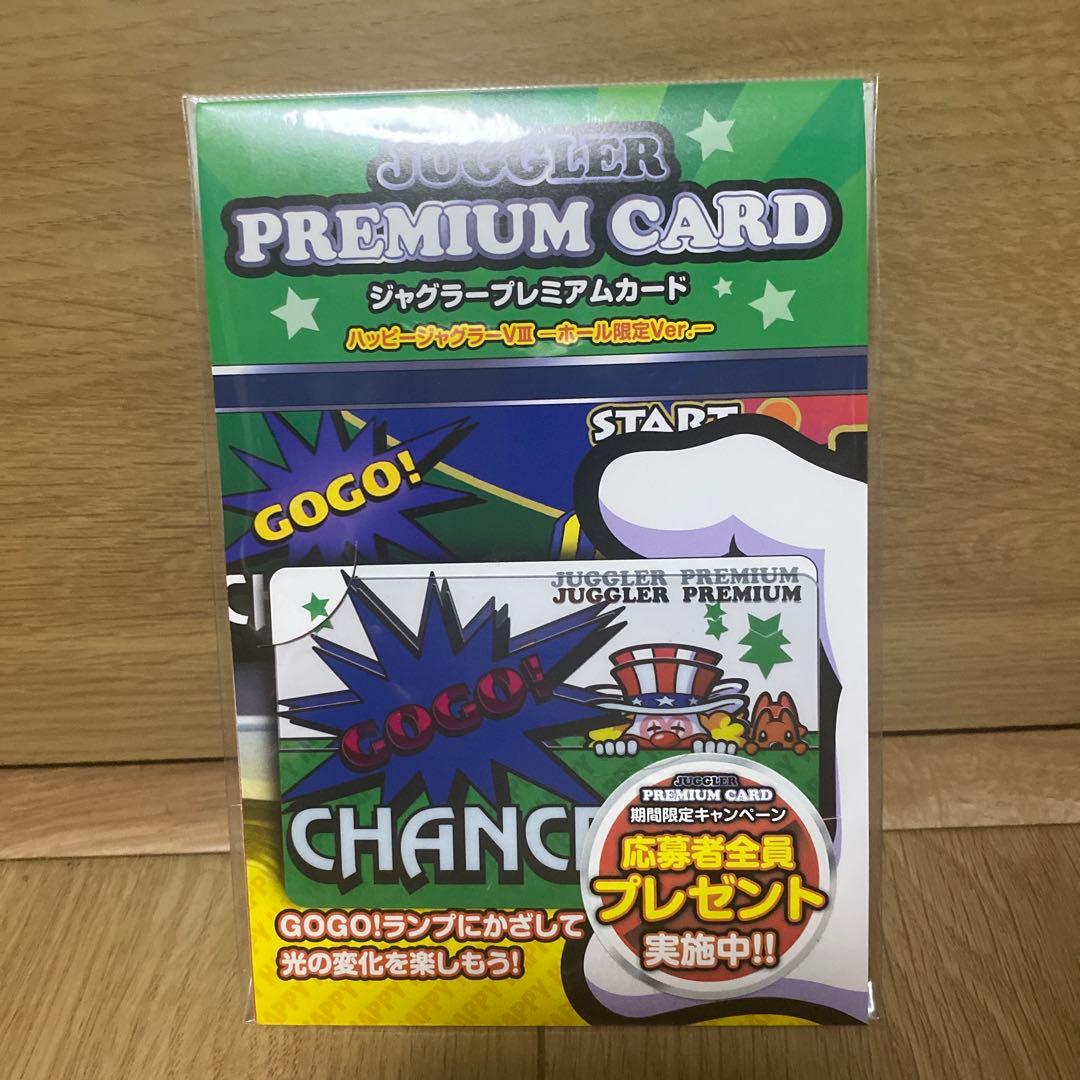 JUGGLER
PREMIUM CARD
ジャグラープレミアムカード
ハッピージャグラーVⅢ ーホール限定Ver.ー
START
GOGO!
JUGGLER PREMIUM
JUGGLER PREMIUM
GOGO!
CHANC
JUGGLER
PREMIUM CARD
期間限定キャンペーン
応募者全員
プレゼント
実施中!!
GOGO!ランプにかざして
光の変化を楽しもう!